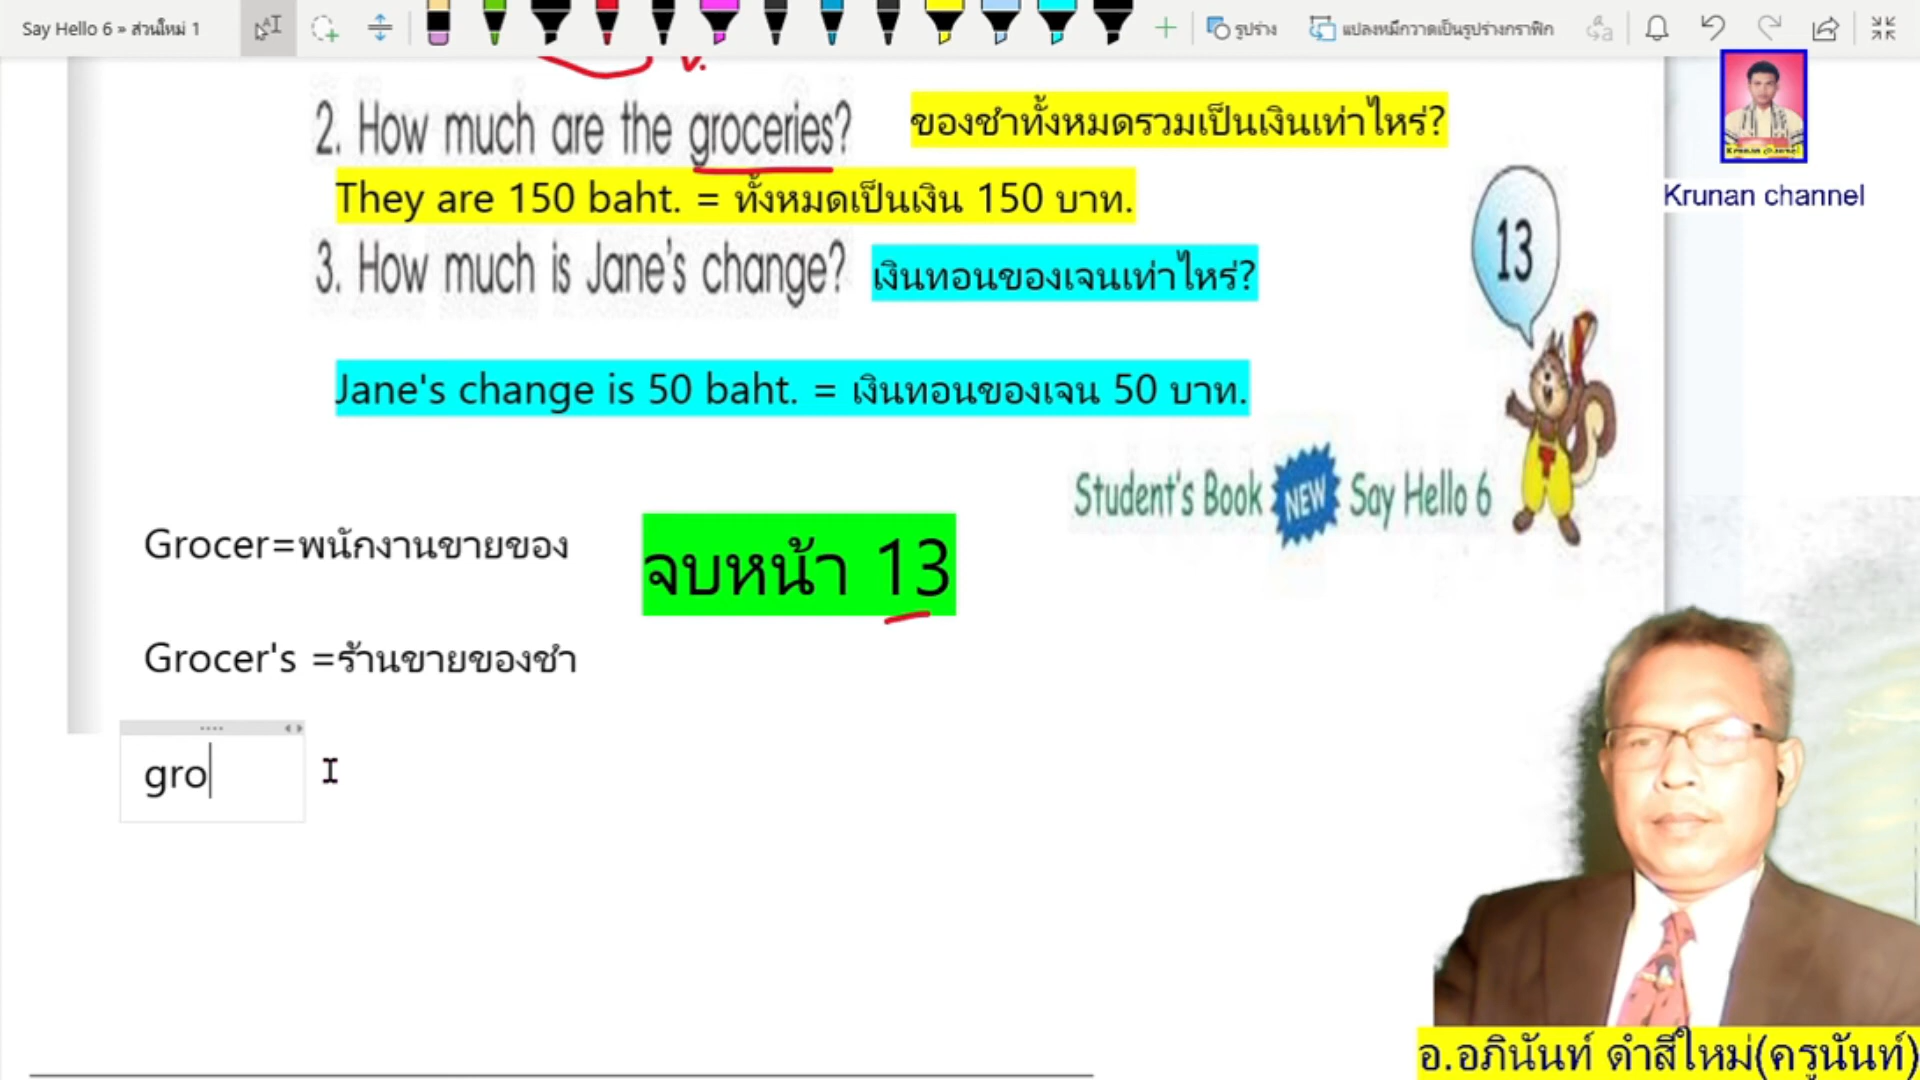 Say Hello 6 » ส่วนใหม่ 1
รูปร่าง
แปลงหมึกวาดเป็นรูปร่างกราฟิก
v.
2. How much are the groceries?
ของชำทั้งหมดรวมเป็นเงินเท่าไหร่?
They are 150 baht. = ทั้งหมดเป็นเงิน 150 บาท.
Krunan channel
3. How much is Jane's change?
เงินทอนของเจนเท่าไหร่?
13
Jane's change is 50 baht. = เงินทอนของเจน 50 บาท.
Student's Book NEW Say Hello 6
Grocer=พนักงานขายของ
จบหน้า 13
Grocer's =ร้านขายของชำ
gro
อ.อภินันท์ ดำสีใหม่(ครูนันท์)